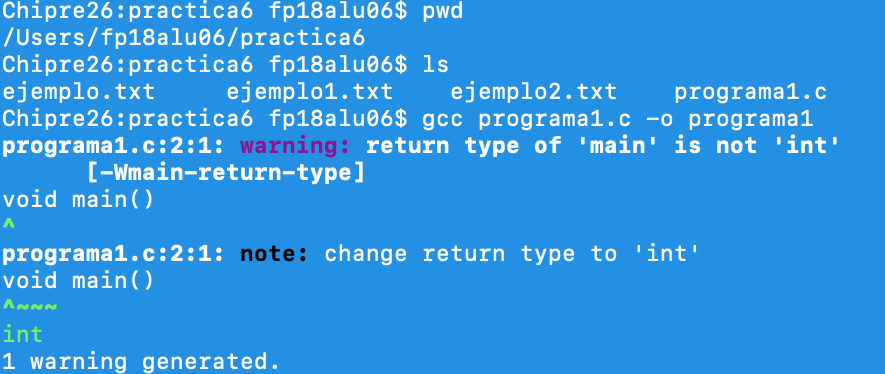 Chipre26:practica6 fp18alu06$ pwd
/Users/fp18alu06/practica6
Chipre26:practica6 fp18alu06$ ls
ejemplo.txt     ejemplo1.txt    ejemplo2.txt    programa1.c
Chipre26:practica6 fp18alu06$ gcc programa1.c -o programa1
programa1.c:2:1: warning: return type of 'main' is not 'int'
      [-Wmain-return-type]
void main()
^
programa1.c:2:1: note: change return type to 'int'
void main()
^~~~
int
1 warning generated.